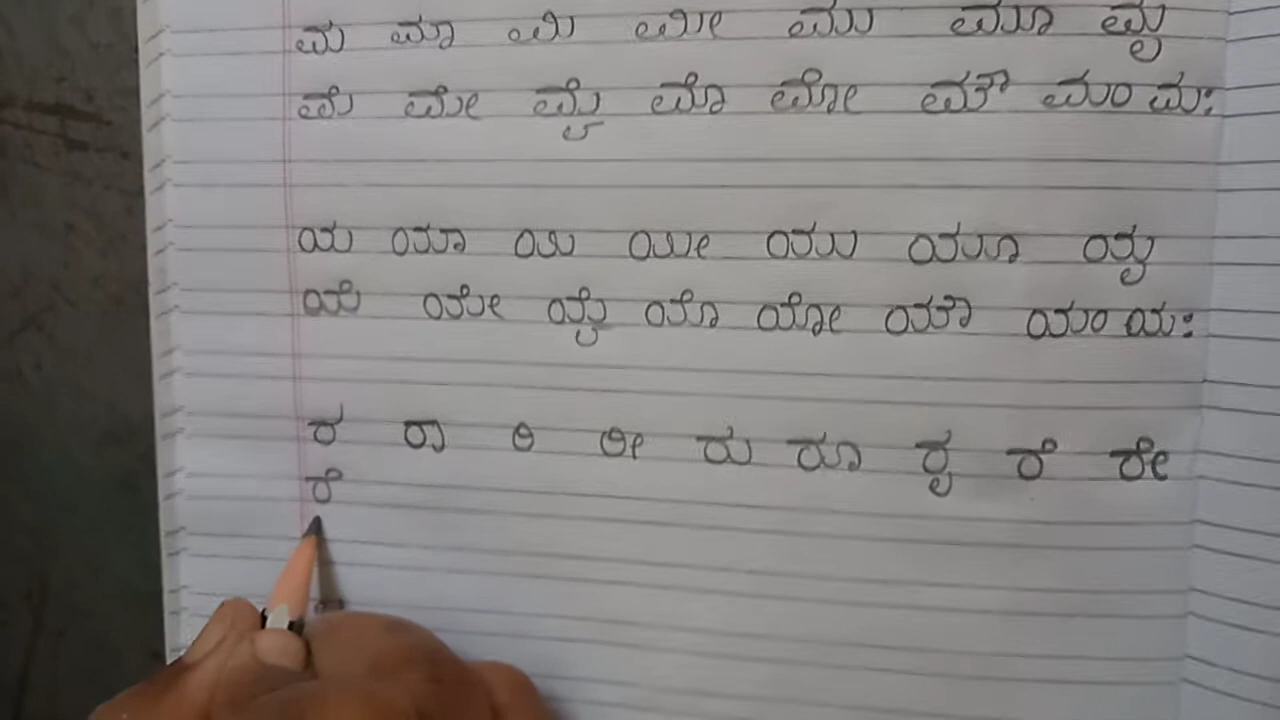 ಮ ಮಾ ಮಿ ಮೀ ಮು ಮೂ ಮೃ
ಮೆ ಮೇ ಮೈ ಮೊ ಮೋ ಮೌ ಮಂ ಮಃ
ಯ ಯಾ ಯಿ ಯೀ ಯು ಯೂ ಯೃ
ಯೆ ಯೇ ಯೈ ಯೊ ಯೋ ಯೌ ಯಂ ಯಃ
ರ ರಾ ರಿ ರೀ ರು ರೂ ರೃ ರೆ ರೇ
ರೆ